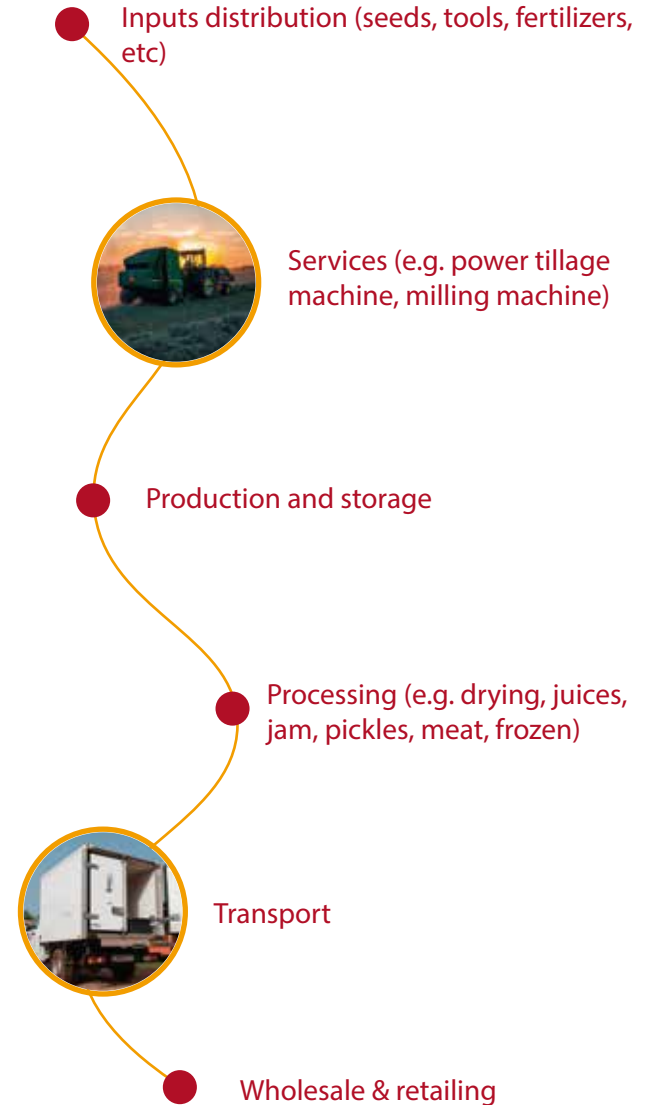 Inputs distribution (seeds, tools, fertilizers,
etc)
Services (e.g. power tillage
machine, milling machine)
Production and storage
Processing (e.g. drying, juices,
jam, pickles, meat, frozen)
Transport
Wholesale & retailing